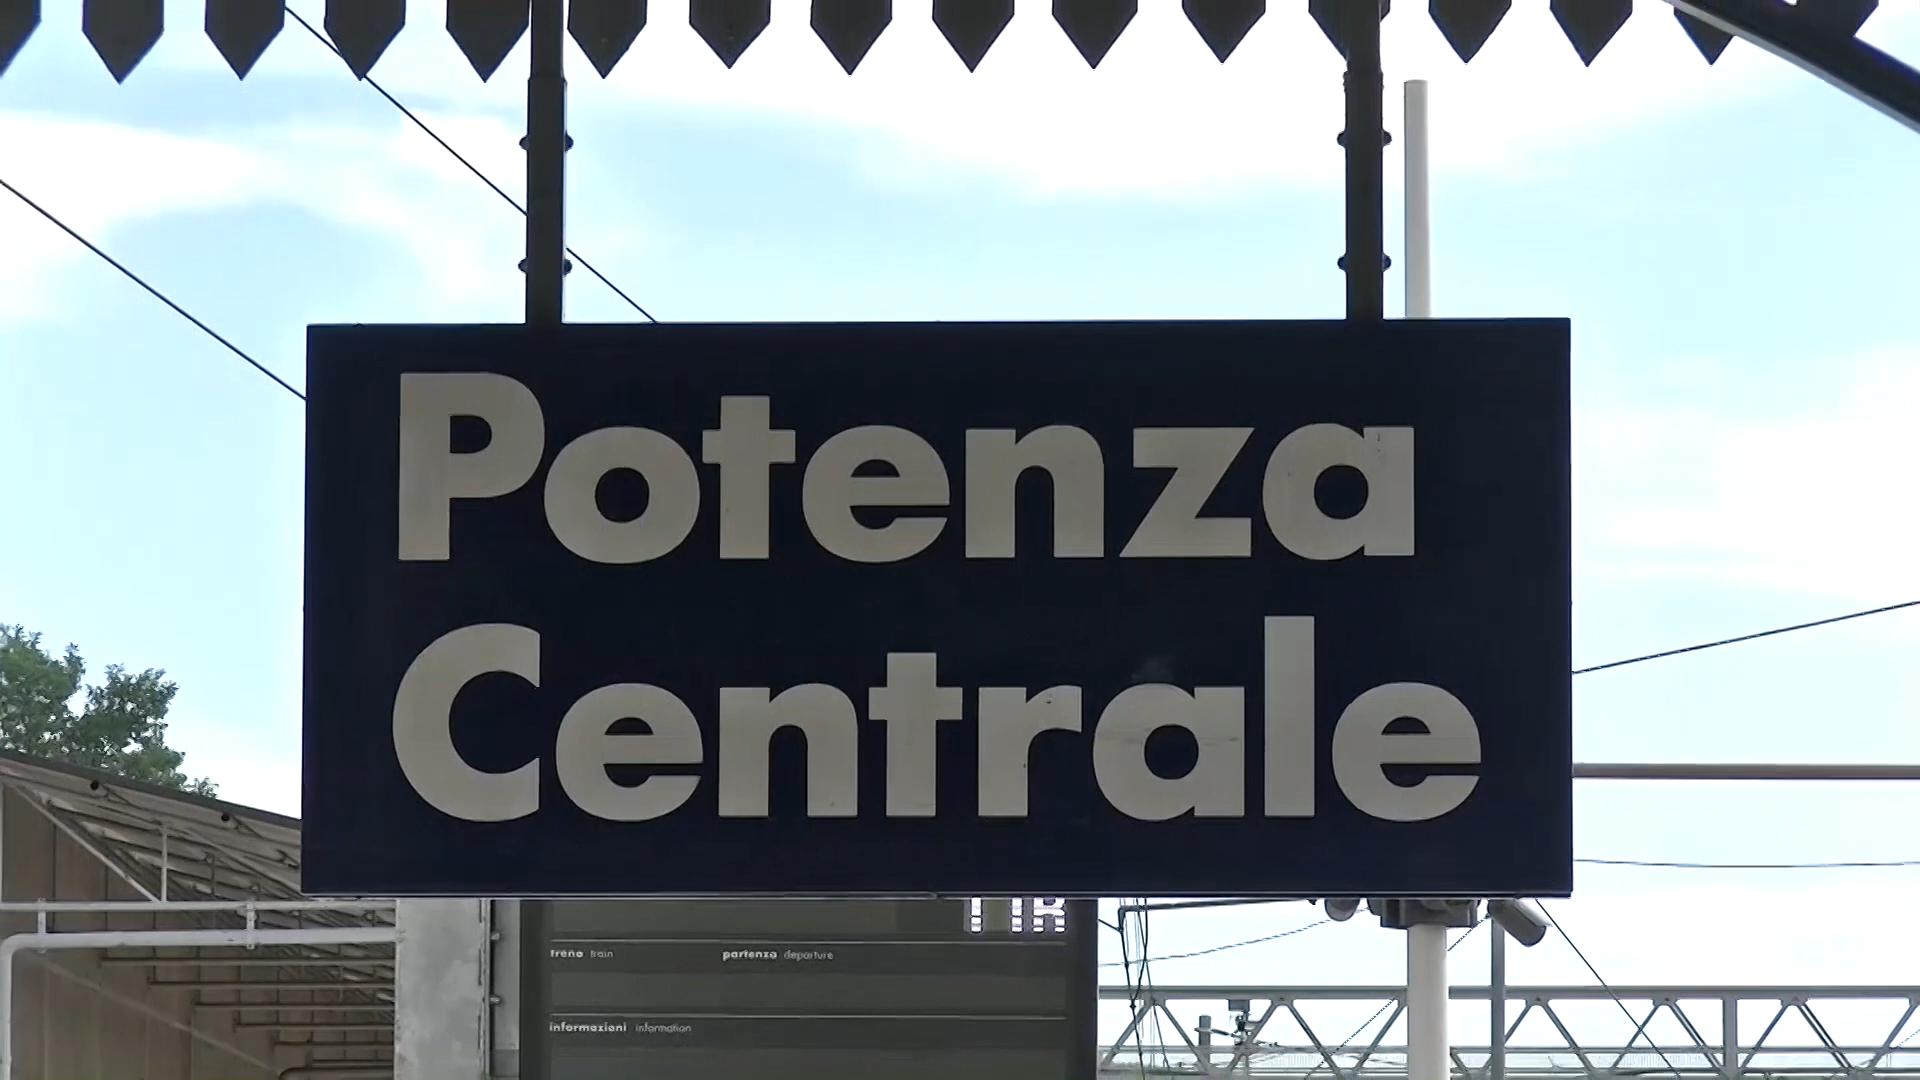 Potenza
Centrale
treno train partenza departure
informazioni information